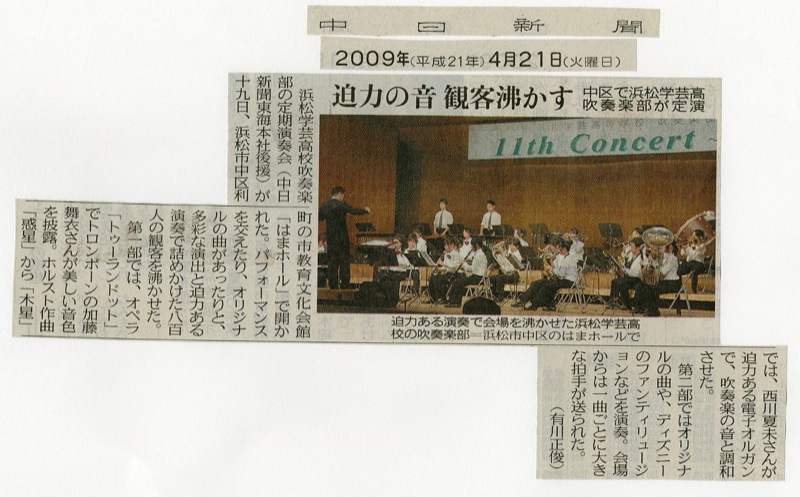 中日新聞
2009年(平成21年)4月21日(火曜日)
迫力の音 観客沸かす
中区で浜松学芸高
吹奏楽部が定演
浜松学芸高校吹奏楽
部の定期演奏会(中日
新聞東海本社後援)が
十九日、浜松市中区利
町の市教育文化会館
「はまホール」で開か
れた。パフォーマンス
を交えたり、オリジナ
ルの曲があったりと、
多彩な演出と迫力ある
演奏で詰めかけた八百
人の観客を沸かせた。
第一部では、オペラ
「トゥーランドット」
でトロンボーンの加藤
舞衣さんが美しい音色
を披露。ホルスト作曲
「惑星」から「木星」
では、西川夏未さんが
迫力ある電子オルガン
で、吹奏楽の音と調和
させた。
第二部ではオリジナ
ルの曲や、ディズニー
のファンティリュージ
ョンなどを演奏。会場
からは一曲ごとに大き
な拍手が送られた。
(有川正俊)
11th Concert
迫力ある演奏で会場を沸かせた浜松学芸高
校の吹奏楽部=浜松市中区のはまホールで